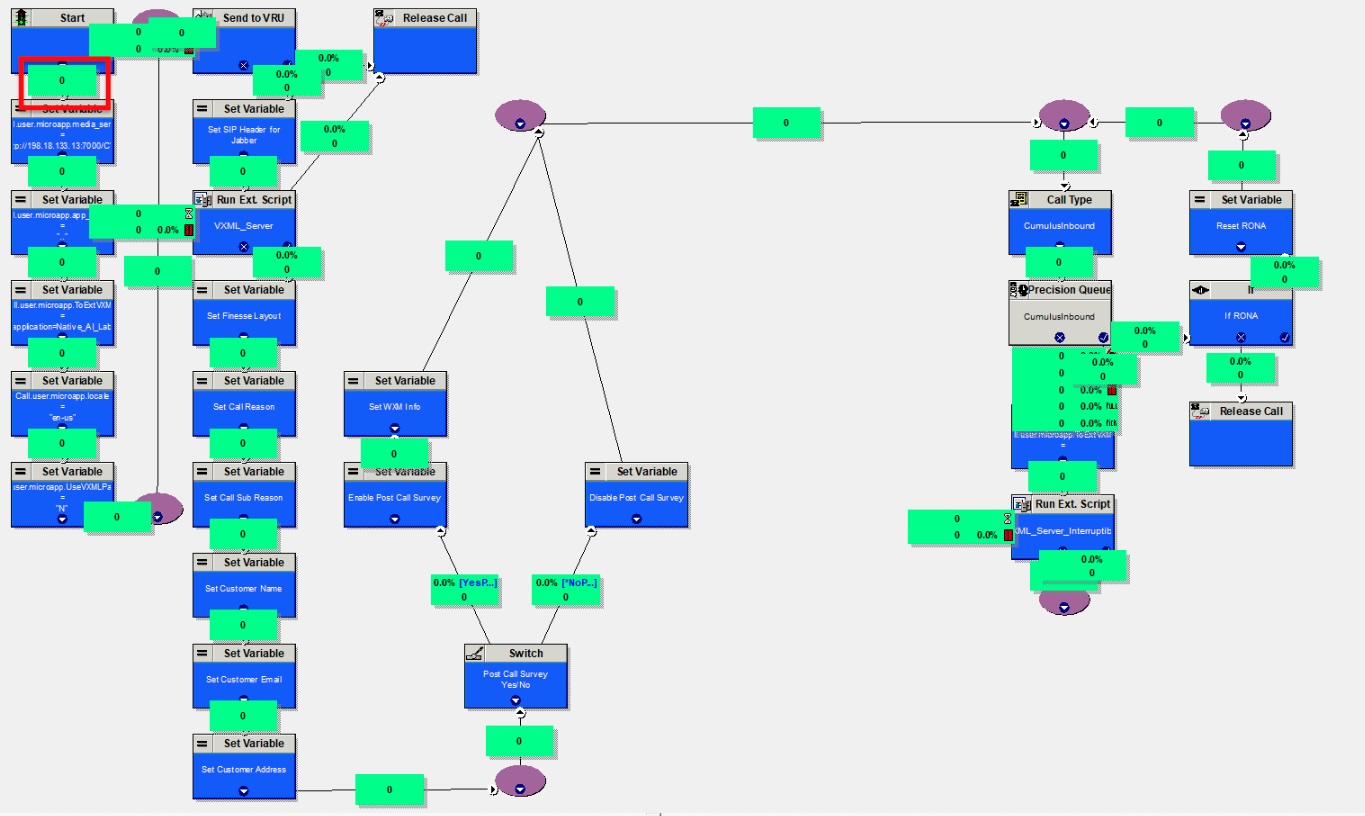 Start
0
0
0
0 0.0%
0
Set Variable
l.user.microapp.media_ser
=
:p://198.18.133.13:7000/C
0
Set Variable
l.user.microapp.app_
=
0
0 0.0%
0
0
Set Variable
ll.user.microapp.ToExtVXM
=
application=Native_AI_Lab
0
Set Variable
Call.user.microapp.locale
=
"en-us"
0
Set Variable
user.microapp.UseVXMLPa
=
"N"
0
Send to VRU
0.0%
0
0.0%
0
Release Call
Set Variable
Set SIP Header for
Jabber
0
0.0%
0
Run Ext. Script
VXML_Server
0.0%
0
Set Variable
Set Finesse Layout
0
Set Variable
Set Call Reason
0
Set Variable
Set Call Sub Reason
0
Set Variable
Set Customer Name
0
Set Variable
Set Customer Email
0
Set Variable
Set Customer Address
0
0
0
Set Variable
Set WXM Info
0
Set Variable
Enable Post Call Survey
Set Variable
Disable Post Call Survey
0.0% [YesP...]
0
0.0% [*NoP...]
0
Switch
Post Call Survey
Yes/No
0
0
0
0
Call Type
CumulusInbound
0
Precision Queue
CumulusInbound
0.0%
0
0
0.0%
0
0
0 0.0%
0 0.0%
0 0.0%
ll.user.microapp.ToExtVXM
=
0
Run Ext. Script
XML_Server_Interruptib
0
0 0.0%
0.0%
0
0
Set Variable
Reset RONA
0.0%
0
If
If RONA
0.0%
0
Release Call